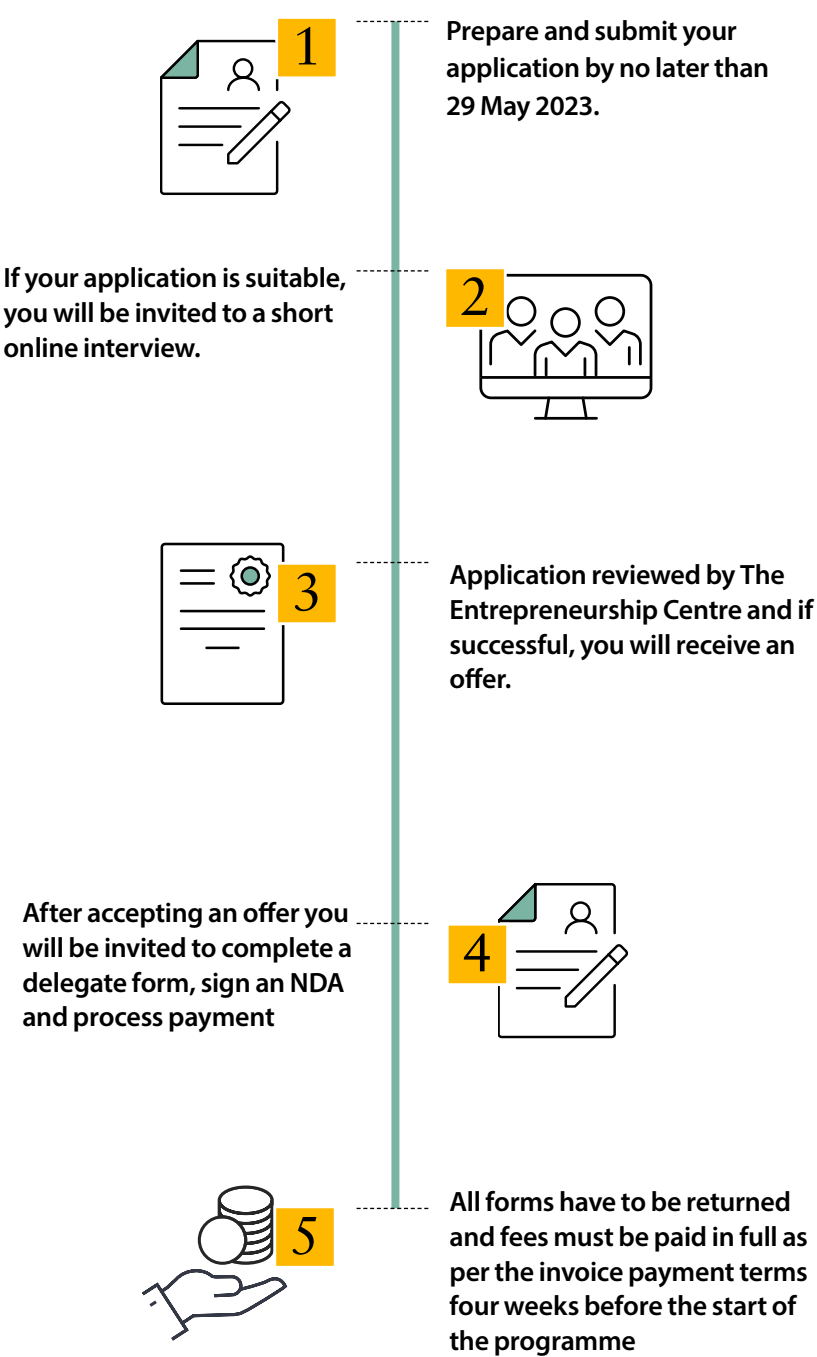 1
Prepare and submit your
application by no later than
29 May 2023.
If your application is suitable,
you will be invited to a short
online interview.
2
3
Application reviewed by The
Entrepreneurship Centre and if
successful, you will receive an
offer.
After accepting an offer you
will be invited to complete a
delegate form, sign an NDA
and process payment
4
5
All forms have to be returned
and fees must be paid in full as
per the invoice payment terms
four weeks before the start of
the programme